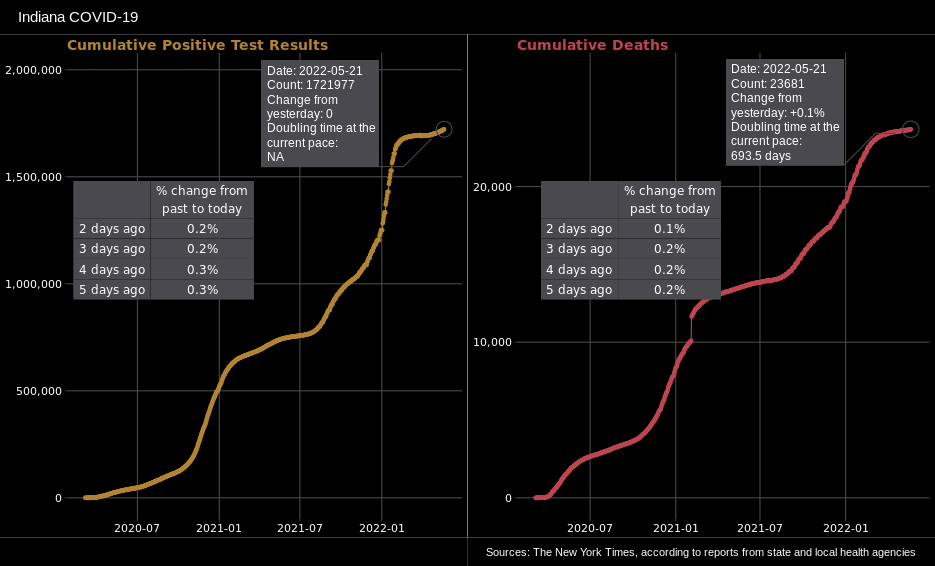 Indiana COVID-19
Cumulative Positive Test Results
2,000,000
1,500,000
1,000,000
500,000
0
Date: 2022-05-21
Count: 1721977
Change from
yesterday: 0
Doubling time at the
current pace:
NA
% change from
past to today
2 days ago 0.2%
3 days ago 0.2%
4 days ago 0.3%
5 days ago 0.3%
2020-07 2021-01 2021-07 2022-01
Cumulative Deaths
20,000
10,000
0
Date: 2022-05-21
Count: 23681
Change from
yesterday: +0.1%
Doubling time at the
current pace:
693.5 days
% change from
past to today
2 days ago 0.1%
3 days ago 0.2%
4 days ago 0.2%
5 days ago 0.2%
2020-07 2021-01 2021-07 2022-01
Sources: The New York Times, according to reports from state and local health agencies